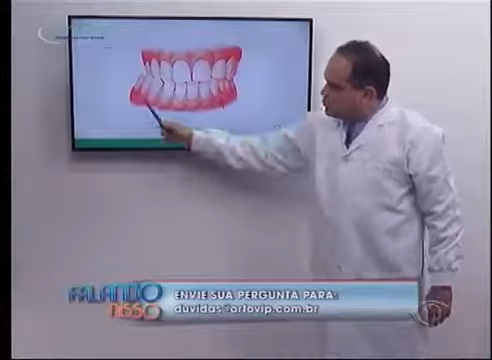 FALANDO
NISSO
ENVIE SUA PERGUNTA PARA:
duvidas@ortovip.com.br